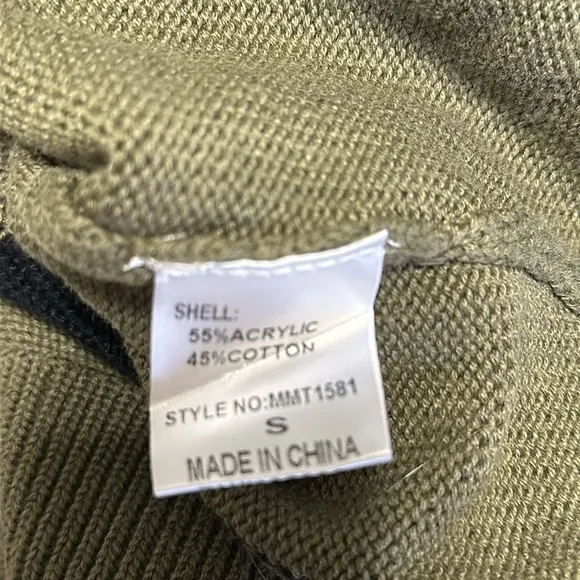 SHELL:
55%ACRYLIC
45%COTTON
STYLE NO:MMT1581
S
MADE IN CHINA